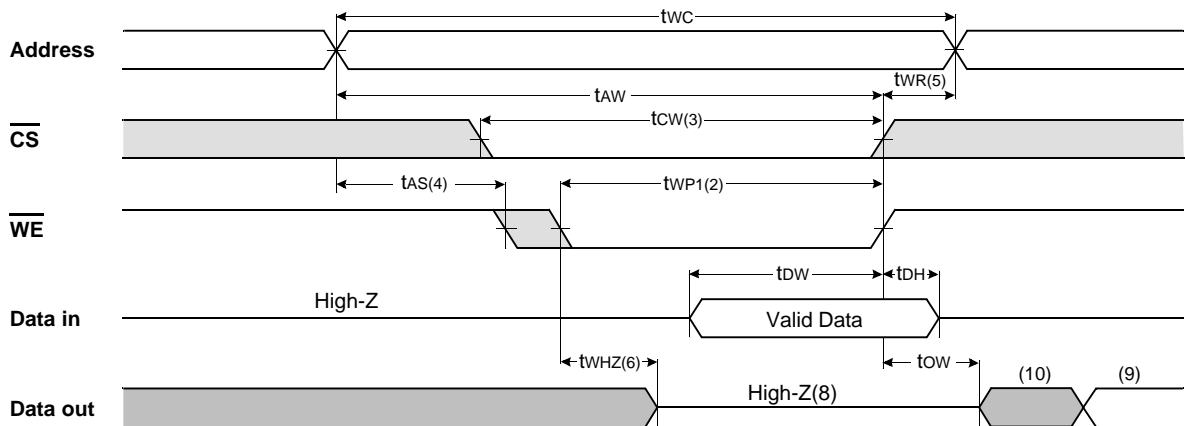 tWC
Address
tWR(5)
tAW
tCW(3)
CS
tAS(4)
tWP1(2)
WE
tDW
tDH
High-Z
Data in
Valid Data
tWHZ(6)
tOW
High-Z(8)
(10)
(9)
Data out